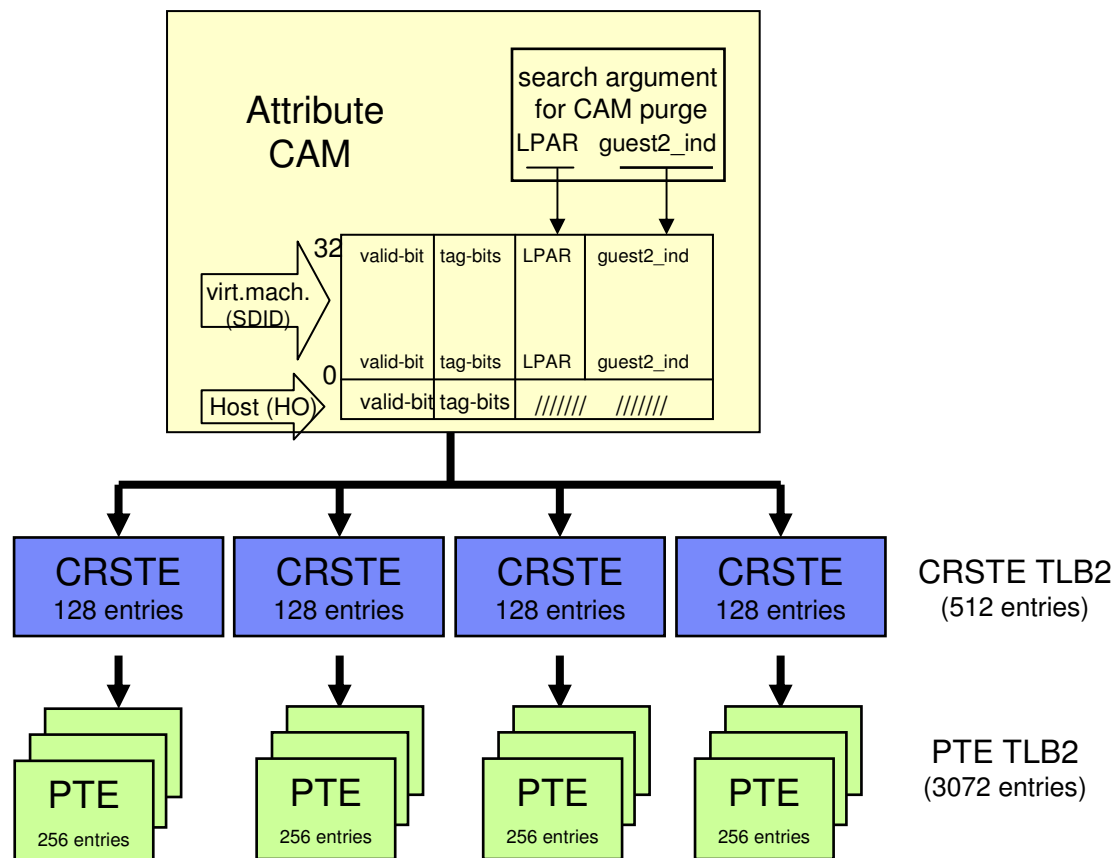 Attribute
CAM
search argument
for CAM purge
LPAR guest2_ind
32
valid-bit tag-bits LPAR guest2_ind
virt.mach.
(SDID)
valid-bit tag-bits LPAR guest2_ind
0
Host (HO)
valid-bit tag-bits /////// ///////
CRSTE
128 entries
CRSTE
128 entries
CRSTE
128 entries
CRSTE
128 entries
CRSTE TLB2
(512 entries)
PTE
256 entries
PTE
256 entries
PTE
256 entries
PTE
256 entries
PTE TLB2
(3072 entries)